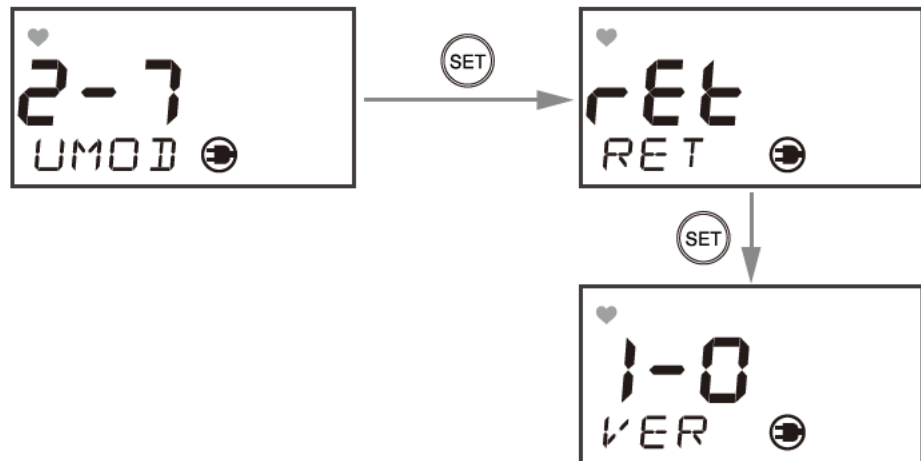 2-7
UMOD
SET
rEt
RET
SET
1-0
VER